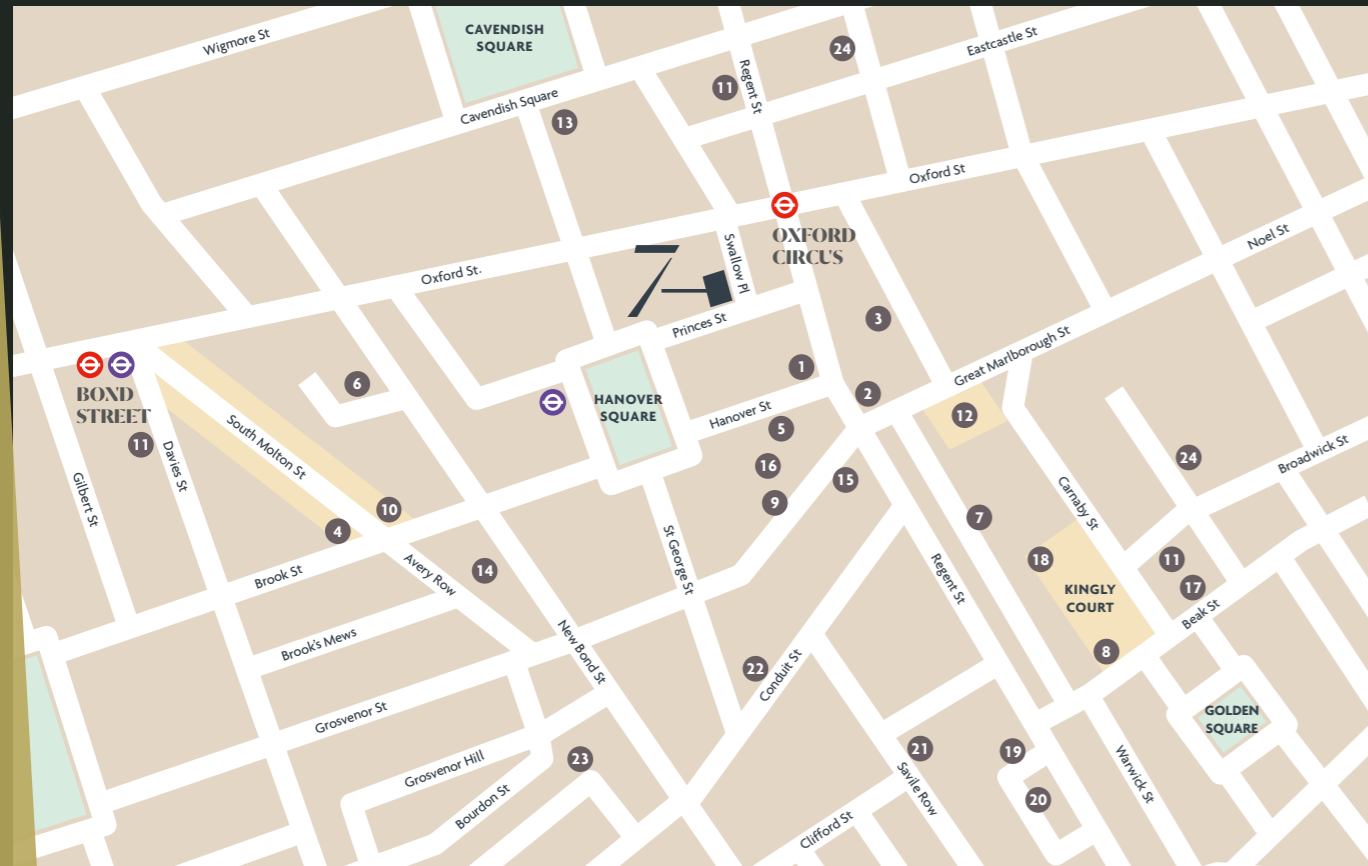 Wigmore St
CAVENDISH
SQUARE
Cavendish Square
13
11
Regent St
24
Eastcastle St
Oxford St
OXFORD
CIRCUS
Noel St
Oxford St.
7
Swallow Pl
Princes St
3
1
2
Great Marlborough St
BOND
STREET
11
6
HANOVER
SQUARE
Hanover St
5
12
16
15
9
24
Broadwick St
Gilbert St
Davies St
South Molton St
4
10
Carnaby St
7
18
KINGLY
COURT
11
17
Beak St
8
Brook St
Avery Row
14
St George St
Regent St
Brook's Mews
New Bond St
22
Conduit St
GOLDEN
SQUARE
Grosvenor St
Grosvenor Hill
23
Bourdon St
21
Savile Row
19
20
Warwick St
Clifford St